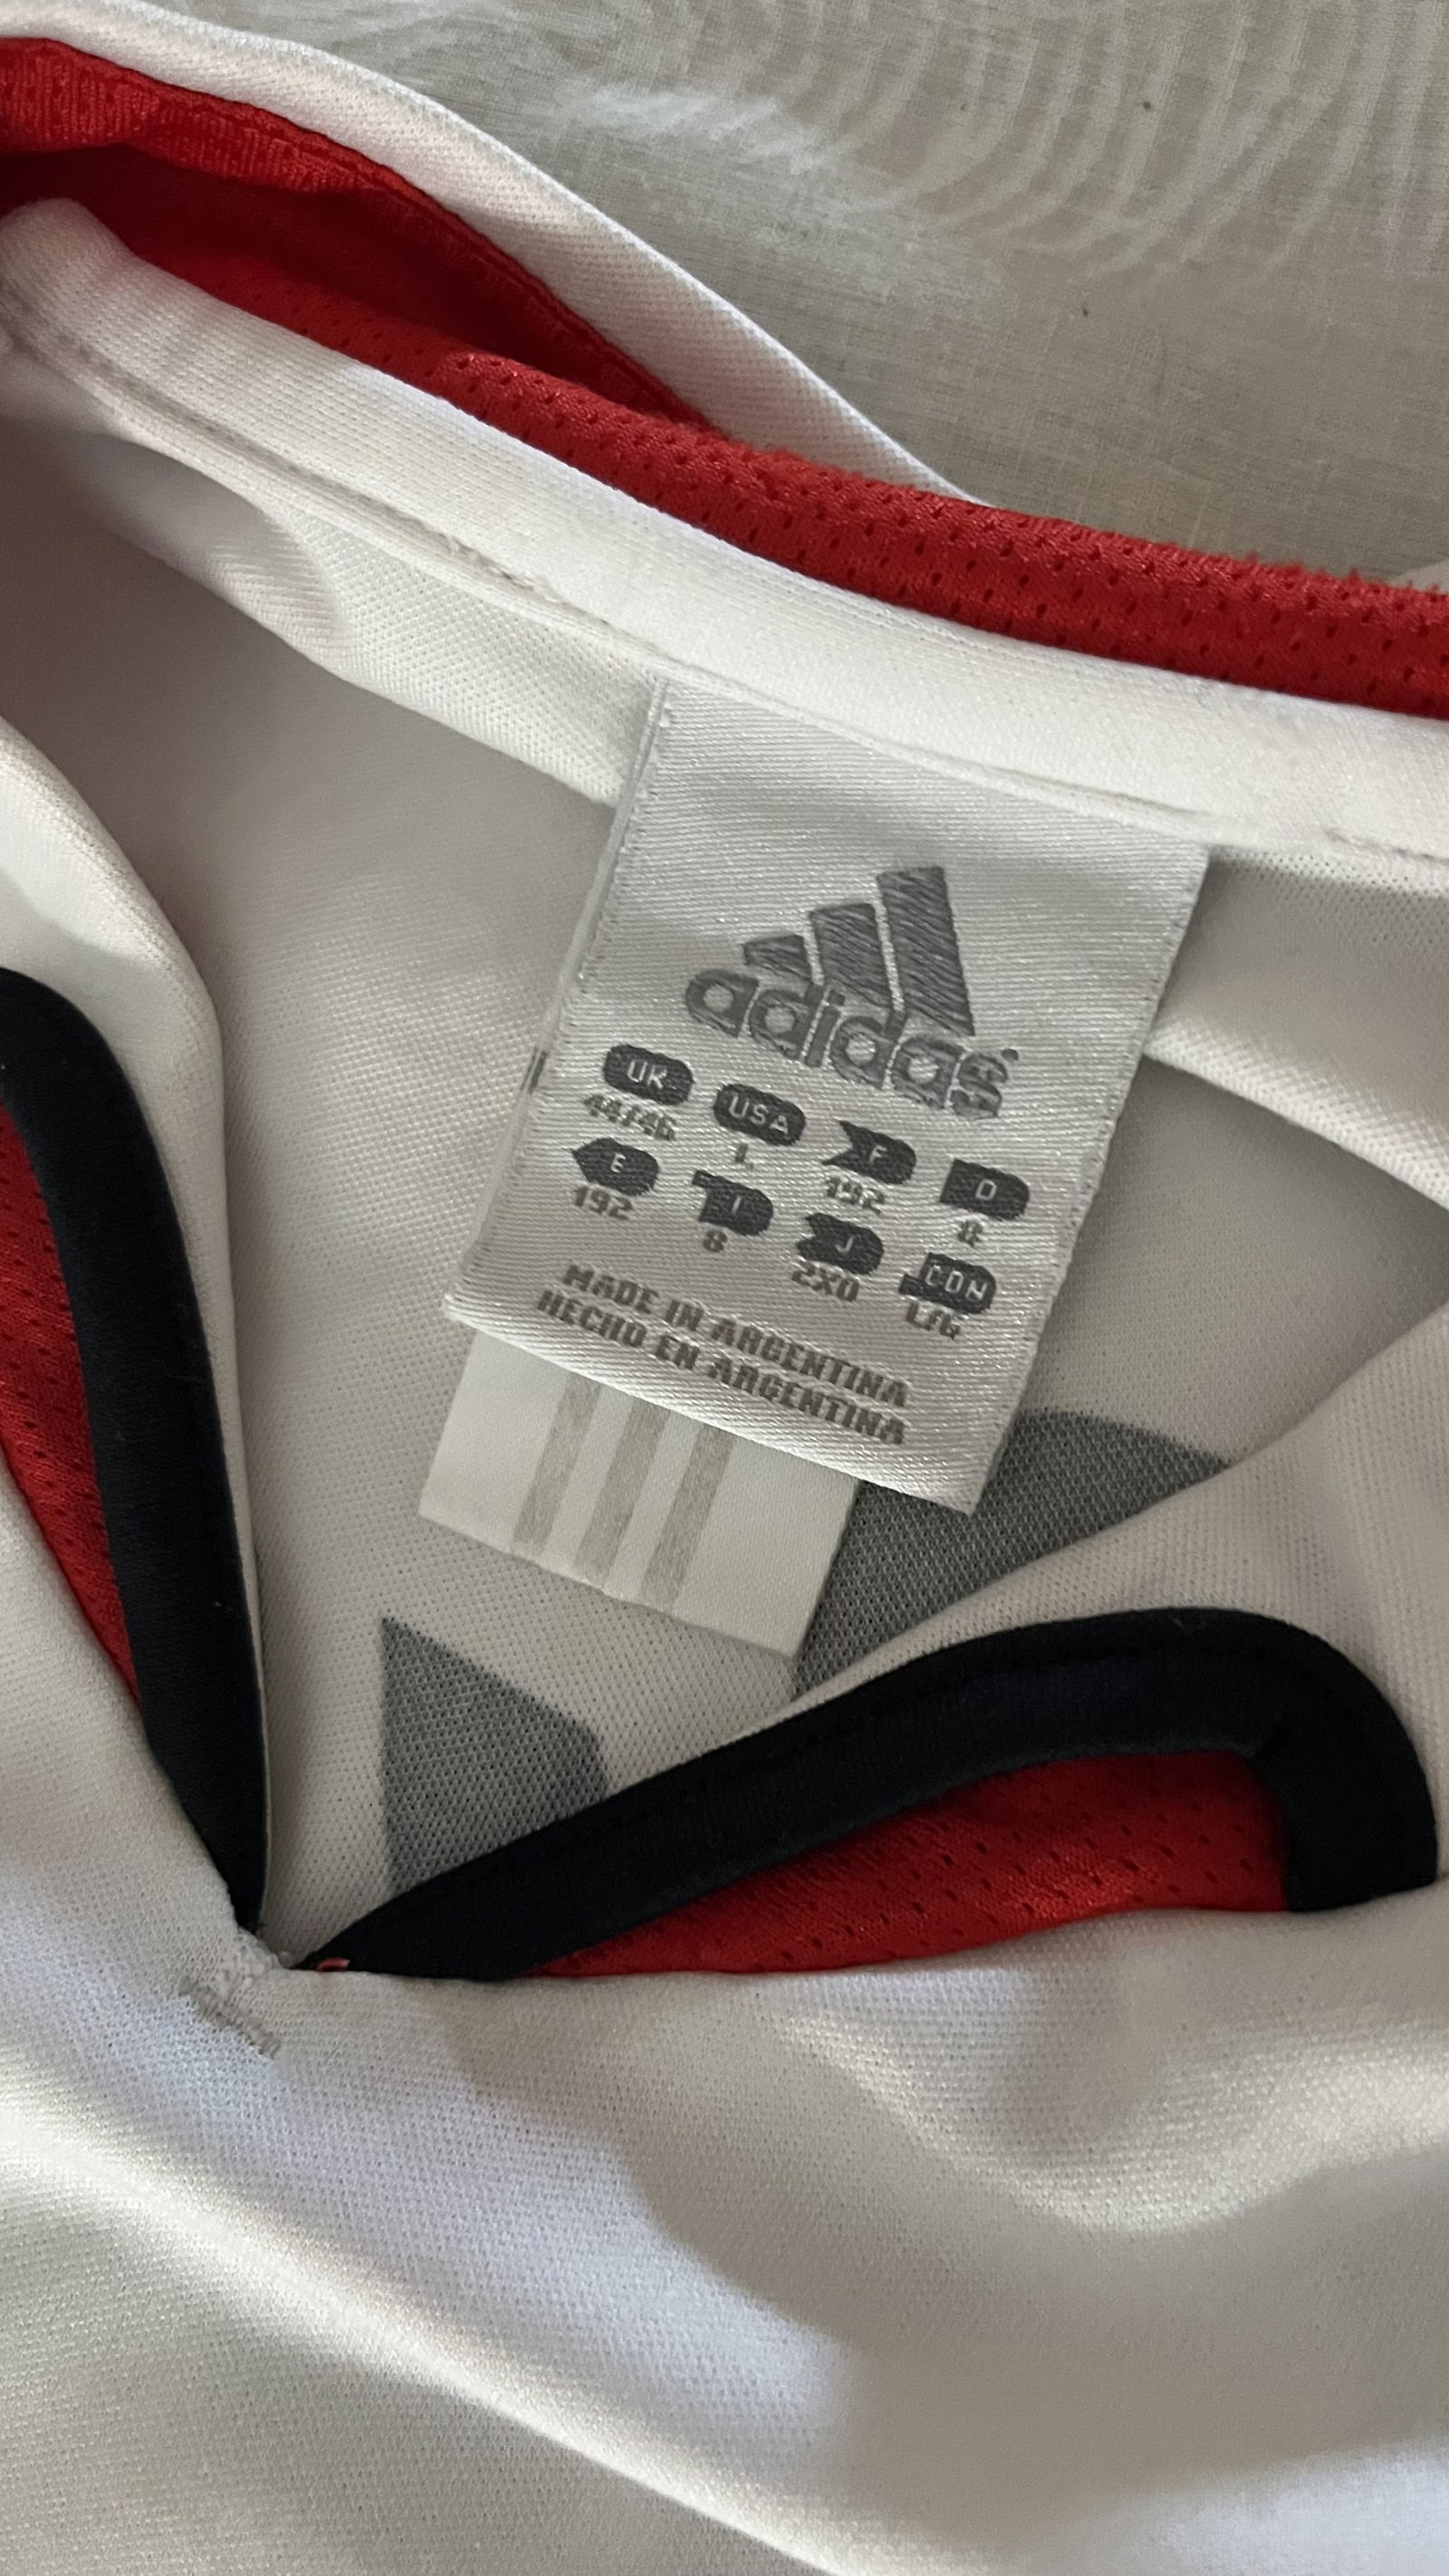 adidas
UK USA F D
44/46 L 192 8
E I J CDN
192 8 2XO L/G
MADE IN ARGENTINA
HECHO EN ARGENTINA